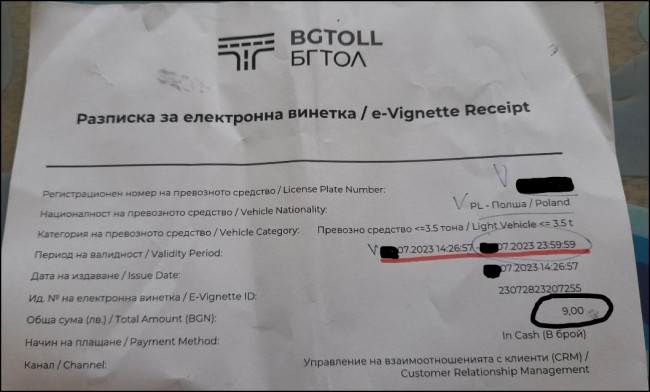 BGTOLL
БГТОЛ
Разписка за електронна винетка / e-Vignette Receipt
Регистрационен номер на превозното средство / License Plate Number:
Националност на превозното средство / Vehicle Nationality: PL - Полша / Poland
Категория на превозното средство / Vehicle Category: Превозно средство <=3.5 тона / Light Vehicle <= 3.5 t
Период на валидност / Validity Period: .07.2023 14:26:57 - .07.2023 23:59:59
Дата на издаване / Issue Date: .07.2023 14:26:57
Ид. № на електронна винетка / E-Vignette ID: 23072823207255
Обща сума (лв.) / Total Amount (BGN): 9,00
Начин на плащане / Payment Method: In Cash (В брой)
Канал / Channel: Управление на взаимоотношенията с клиенти (CRM) /
Customer Relationship Management